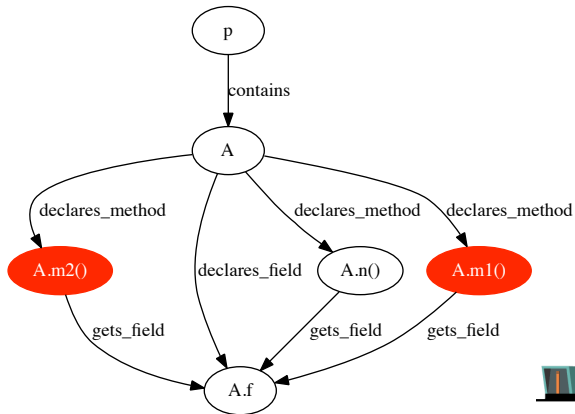 p
contains
A
declares_method
declares_method
declares_method
A.m2()
declares_field
A.n()
A.m1()
gets_field
gets_field
gets_field
A.f